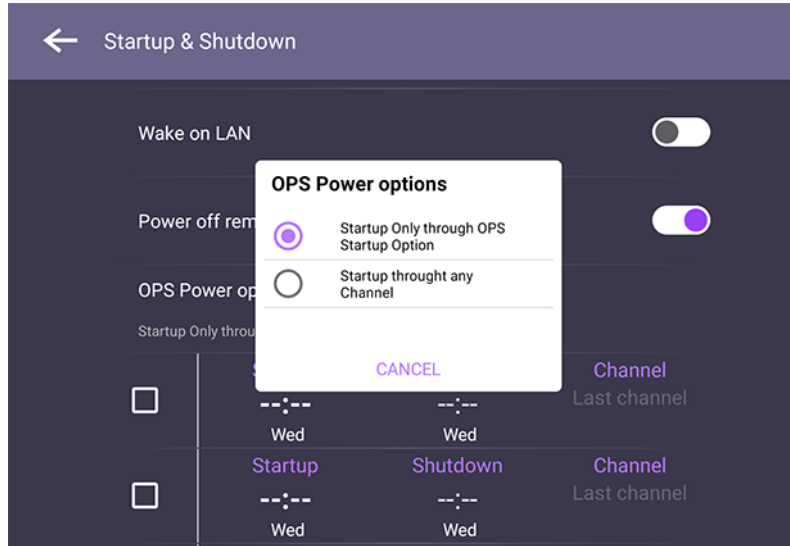 Startup & Shutdown
Wake on LAN
OPS Power options
Power off rem
Startup Only through OPS
Startup Option
Startup throught any
Channel
OPS Power op
Startup Only throu
CANCEL
Channel
--:-- --:-- Last channel
Wed Wed
Startup Shutdown Channel
--:-- --:-- Last channel
Wed Wed